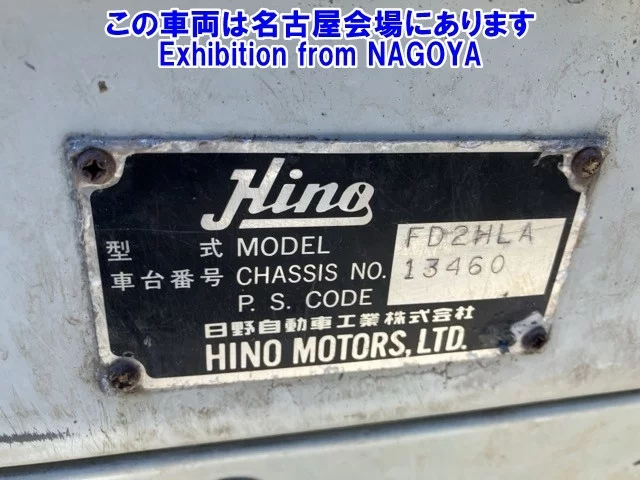 この車両は名古屋会場にあります
Exhibition from NAGOYA
Hino
型 式 MODEL FD2HLA
車台番号 CHASSIS NO. 13460
P. S. CODE
日野自動車工業株式会社
HINO MOTORS, LTD.